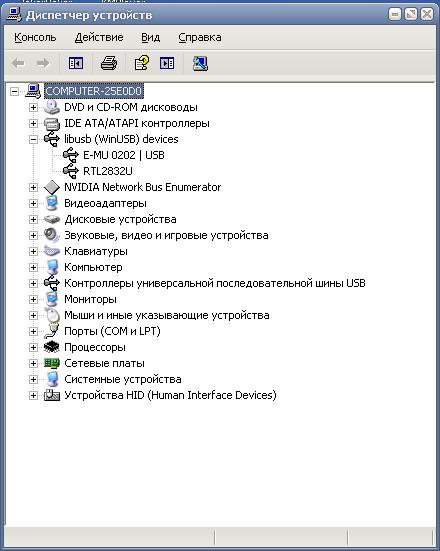 Диспетчер устройств
Консоль Действие Вид Справка
COMPUTER-25E0D0
DVD и CD-ROM дисководы
IDE ATA/ATAPI контроллеры
libusb (WinUSB) devices
E-MU 0202 | USB
RTL2832U
NVIDIA Network Bus Enumerator
Видеоадаптеры
Дисковые устройства
Звуковые, видео и игровые устройства
Клавиатуры
Компьютер
Контроллеры универсальной последовательной шины USB
Мониторы
Мыши и иные указывающие устройства
Порты (COM и LPT)
Процессоры
Сетевые платы
Системные устройства
Устройства HID (Human Interface Devices)